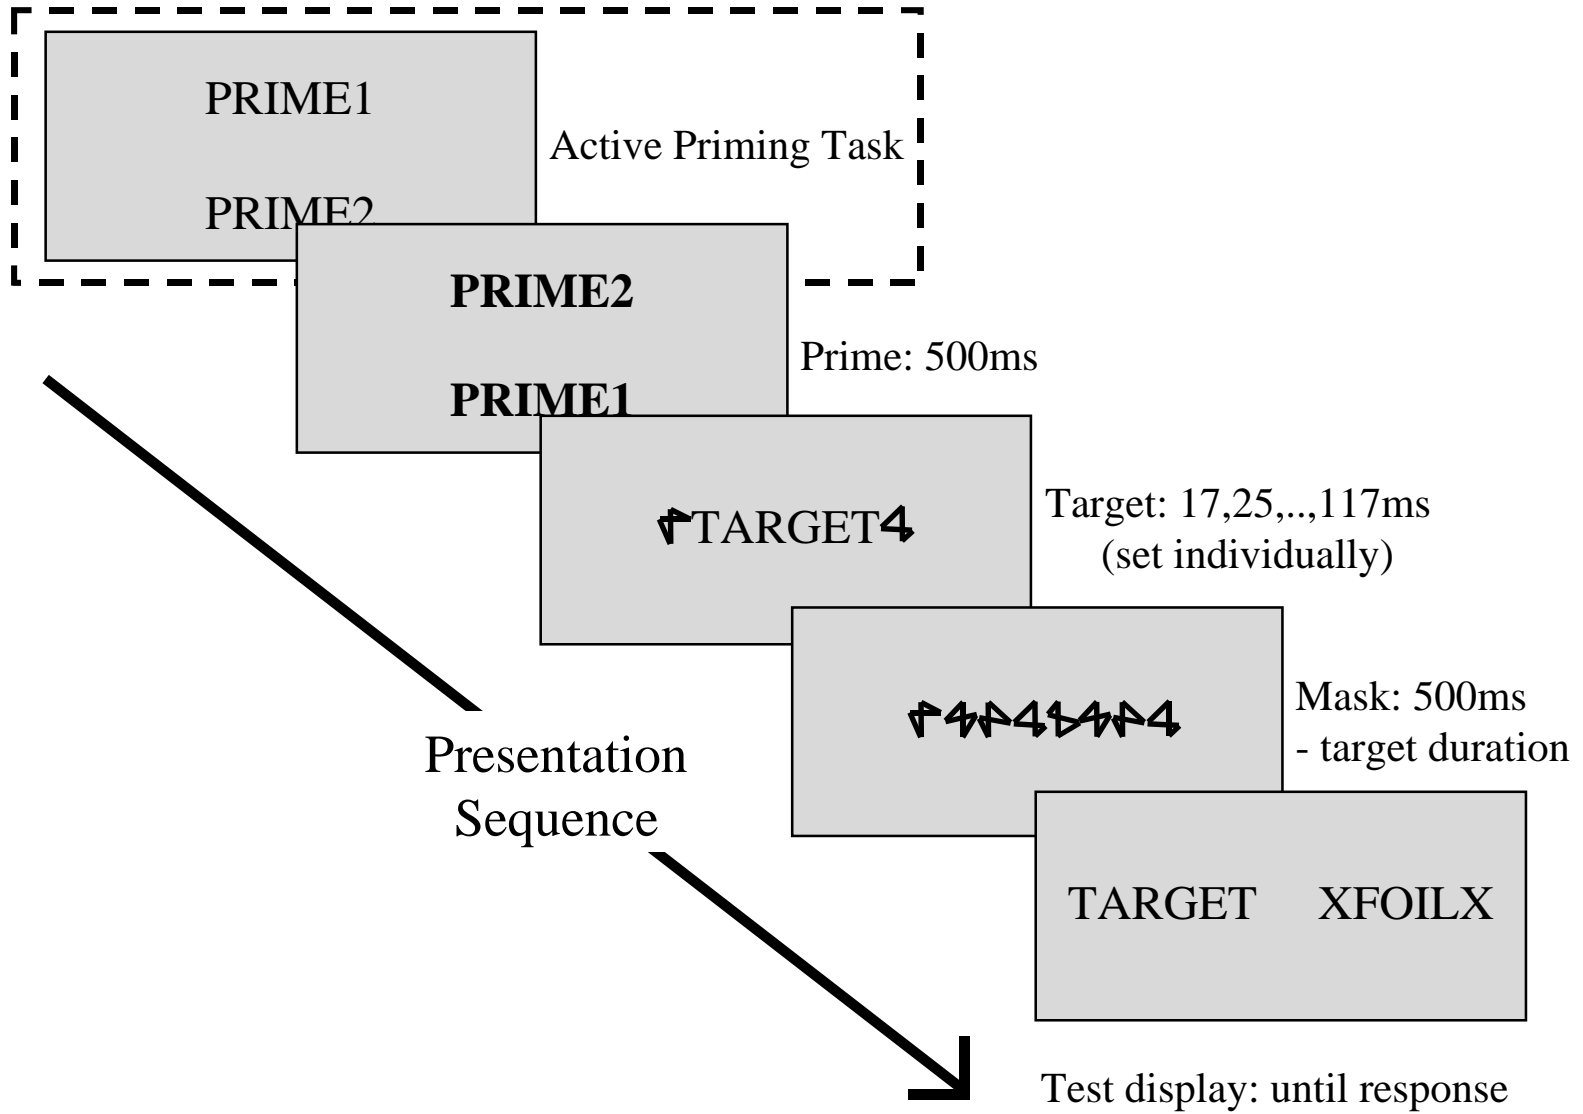 PRIME1
Active Priming Task
PRIME2
PRIME2
Prime: 500ms
PRIME1
TARGET
Target: 17,25,..,117ms
(set individually)
Mask: 500ms
- target duration
Presentation
Sequence
TARGET XFOILX
Test display: until response